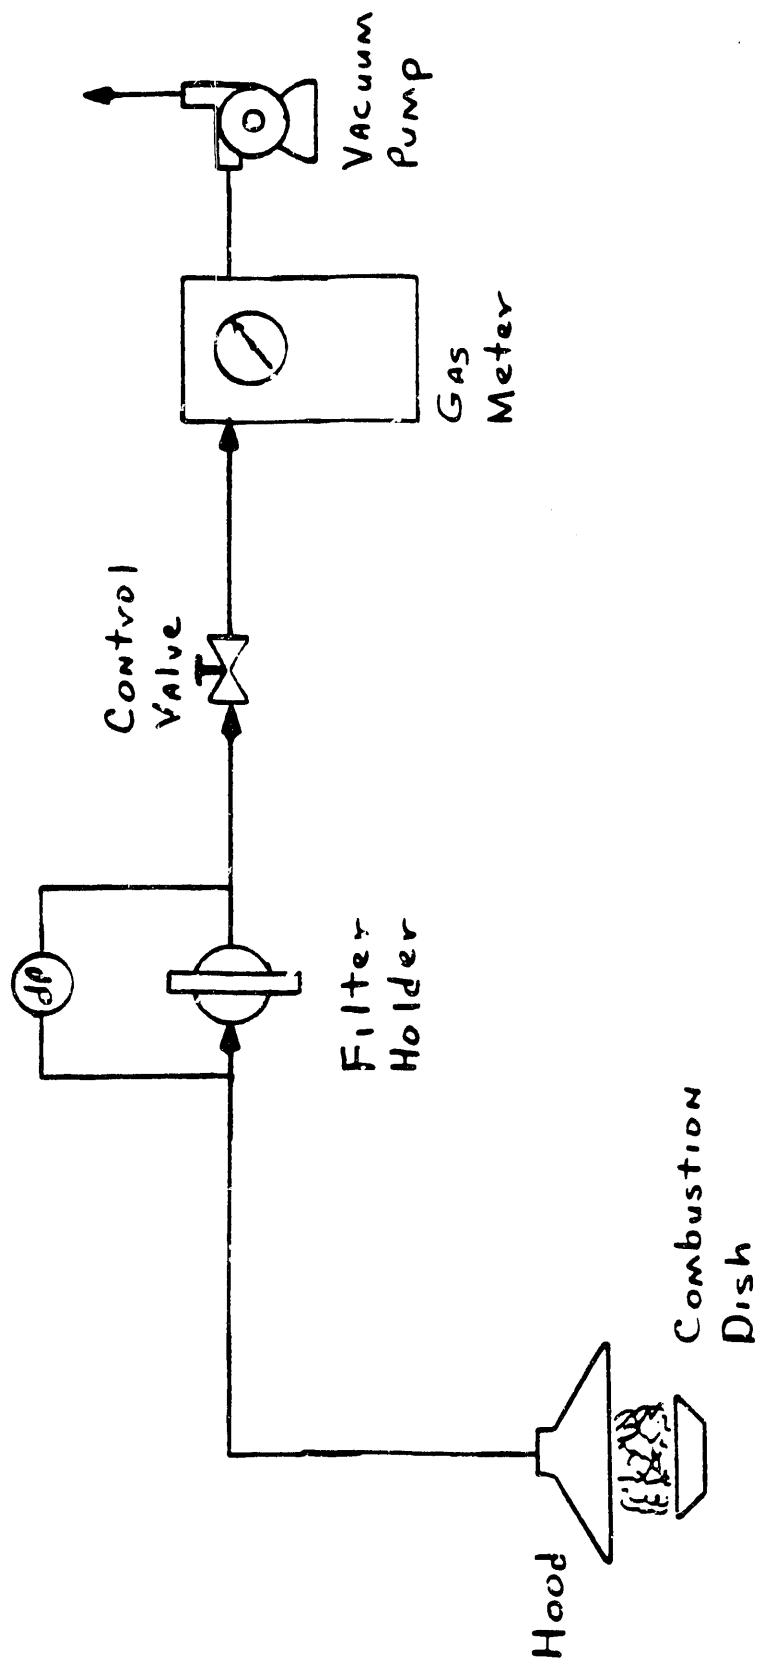 Hood
Combustion
Dish
dP
Filter
Holder
Control
Valve
Gas
Meter
Vacuum
Pump